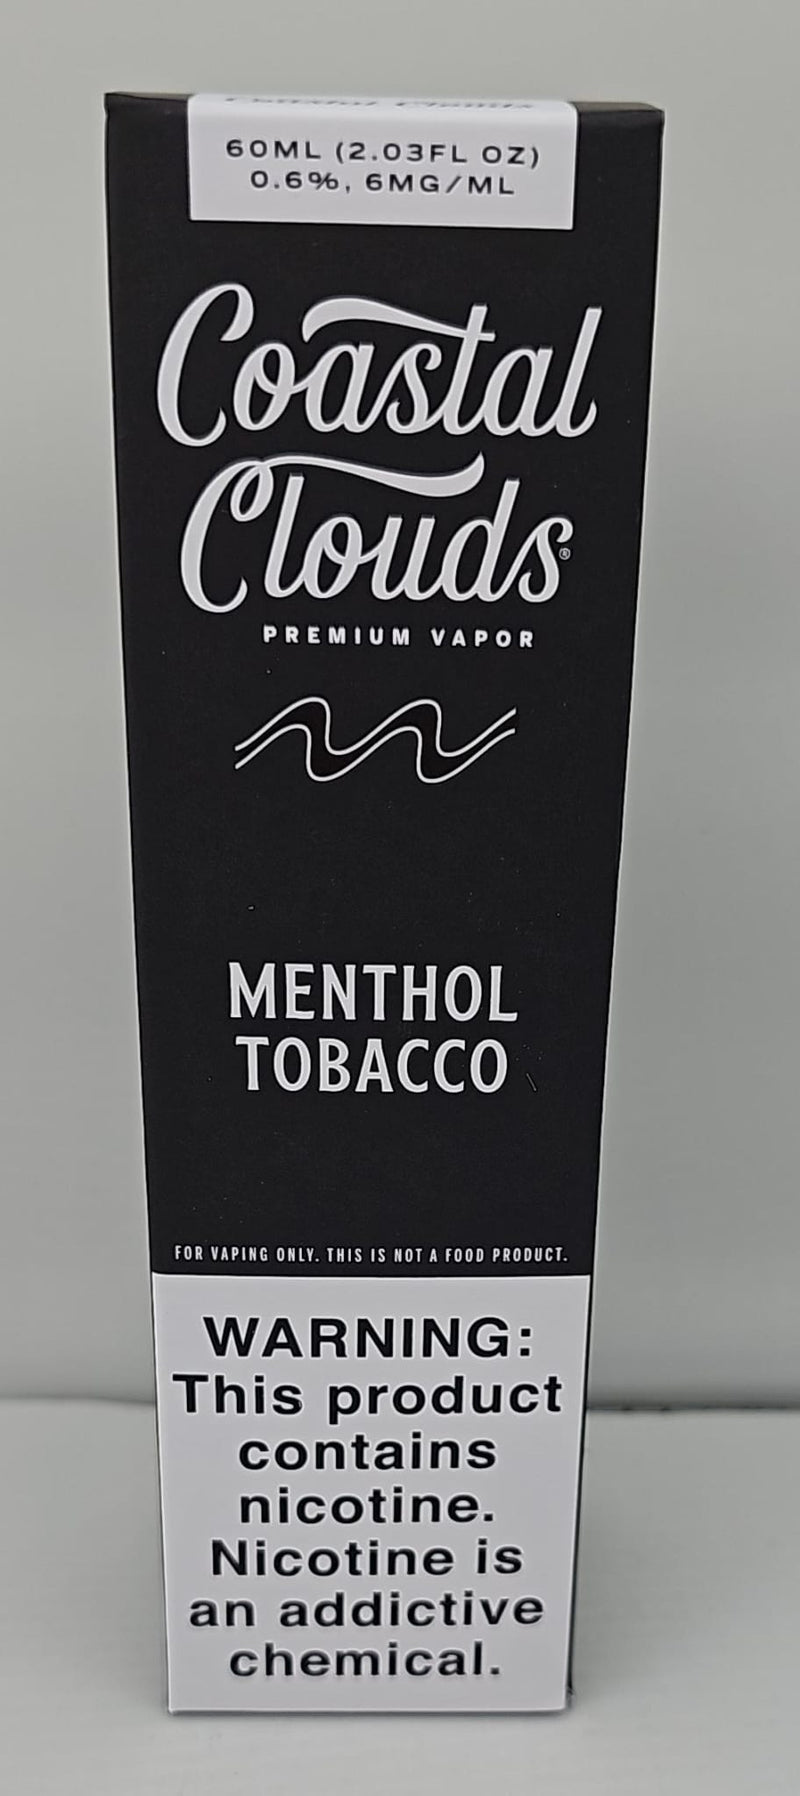 60ML (2.03FL OZ)
0.6%, 6MG/ML
Coastal
Clouds®
PREMIUM VAPOR
MENTHOL
TOBACCO
FOR VAPING ONLY. THIS IS NOT A FOOD PRODUCT.
WARNING:
This product
contains
nicotine.
Nicotine is
an addictive
chemical.